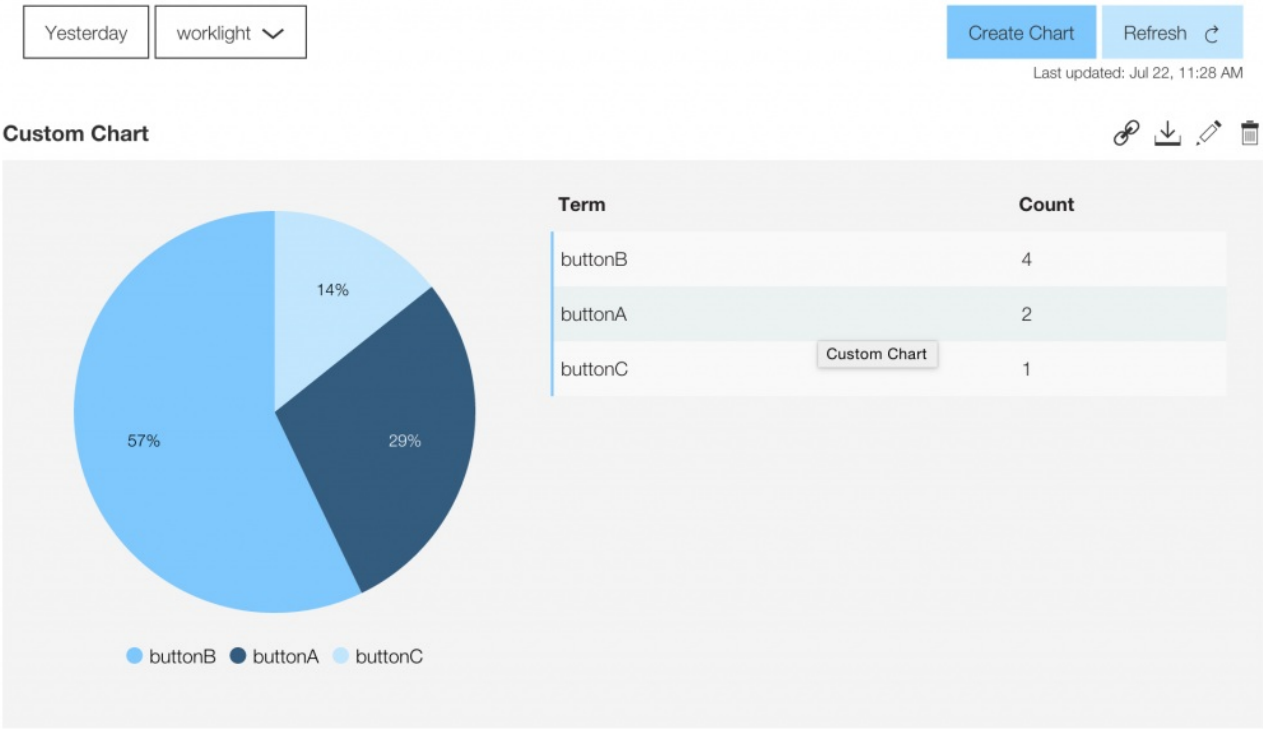 Yesterday worklight Create Chart Refresh
Last updated: Jul 22, 11:28 AM
Custom Chart
Term Count
buttonB 4
buttonA 2
Custom Chart
buttonC 1
14%
57% 29%
buttonB buttonA buttonC